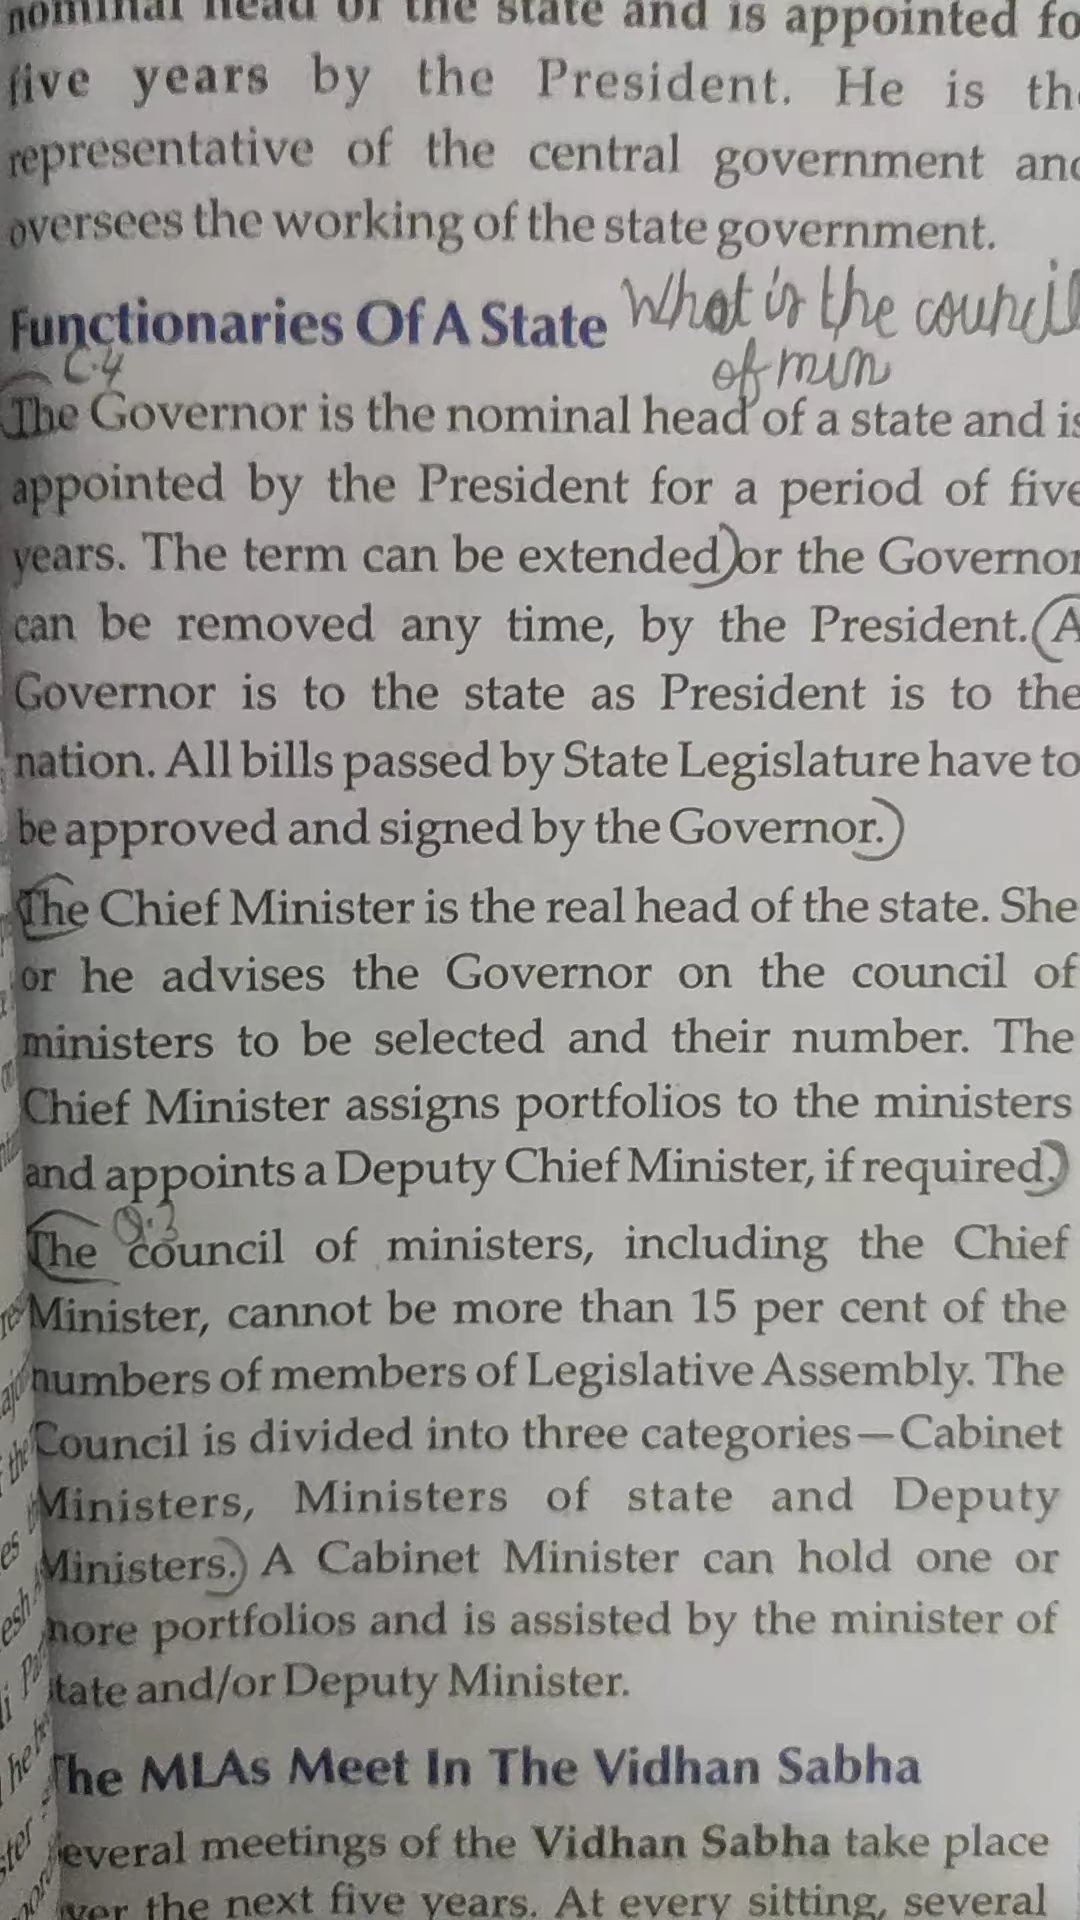 nominal head of the state and is appointed fo
five years by the President. He is the
representative of the central government and
oversees the working of the state government.
Functionaries Of A State What is the council
C.4 of min
The Governor is the nominal head of a state and is
appointed by the President for a period of five
years. The term can be extended) or the Governor
can be removed any time, by the President. (A
Governor is to the state as President is to the
nation. All bills passed by State Legislature have to
be approved and signed by the Governor.)
The Chief Minister is the real head of the state. She
or he advises the Governor on the council of
ministers to be selected and their number. The
Chief Minister assigns portfolios to the ministers
and appoints a Deputy Chief Minister, if required.)
Q.3
The council of ministers, including the Chief
Minister, cannot be more than 15 per cent of the
numbers of members of Legislative Assembly. The
Council is divided into three categories—Cabinet
Ministers, Ministers of state and Deputy
Ministers.) A Cabinet Minister can hold one or
more portfolios and is assisted by the minister of
state and/or Deputy Minister.
The MLAs Meet In The Vidhan Sabha
everal meetings of the Vidhan Sabha take place
over the next five years. At every sitting, several